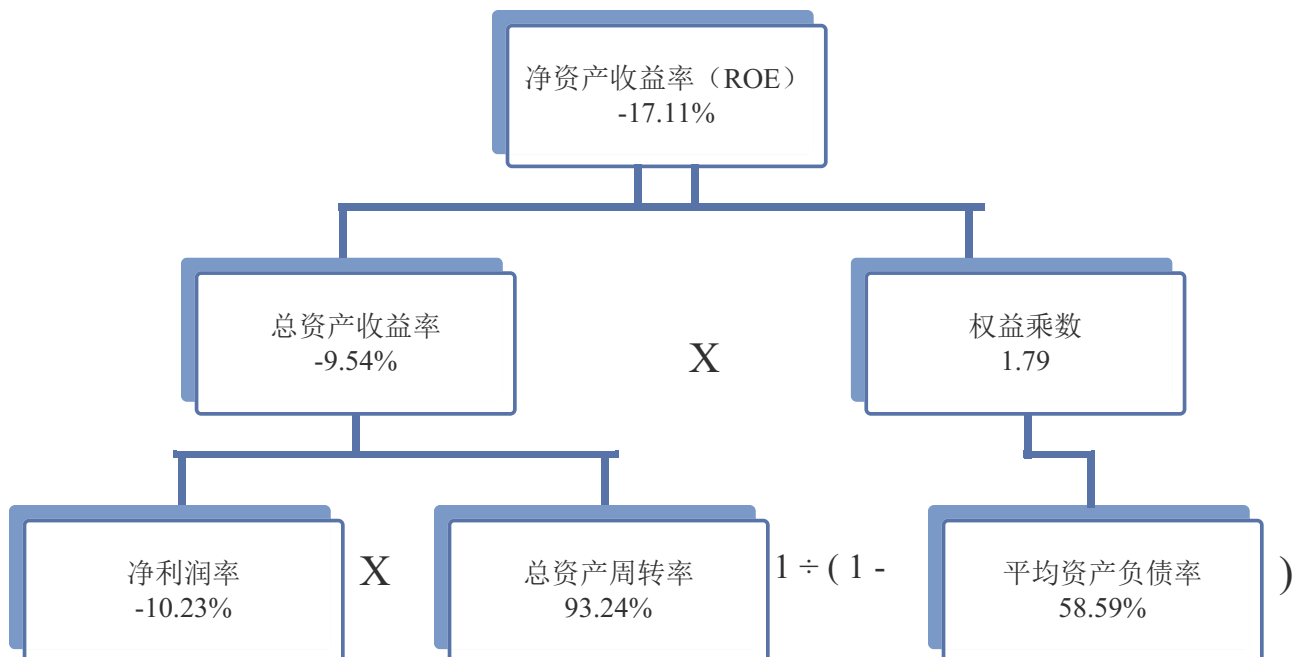 净资产收益率（ROE）
-17.11%
总资产收益率
-9.54%
X
权益乘数
1.79
净利润率
-10.23%
X
总资产周转率
93.24%
1 ÷ ( 1 -
平均资产负债率
58.59%
)